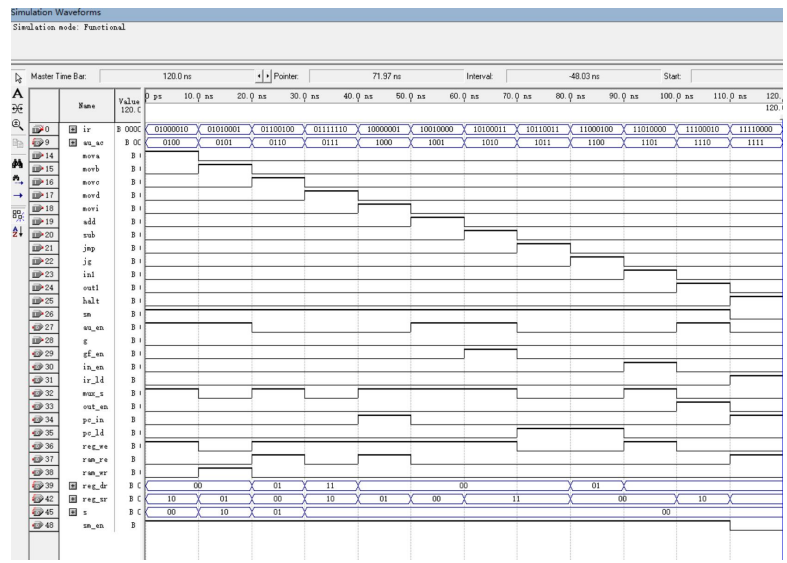 Simulation Waveforms
Simulation mode: Functional
Master Time Bar: 120.0 ns Pointer: 71.97 ns Interval: -48.03 ns Start:
Name Value 120.0 0 ps 10.0 ns 20.0 ns 30.0 ns 40.0 ns 50.0 ns 60.0 ns 70.0 ns 80.0 ns 90.0 ns 100.0 ns 110.0 ns 120.
120.
0 ir B 0000 01000010 01010001 01100100 01111110 10000001 10010000 10100011 10110011 11000100 11010000 11100010 11110000
9 au_ac B 0C 0100 0101 0110 0111 1000 1001 1010 1011 1100 1101 1110 1111
14 mova B
15 movb B
16 movc B
17 movd B
18 movi B
19 add B
20 sub B
21 jmp B
22 jg B
23 in1 B
24 out1 B
25 halt B
26 sm B
27 au_en B
28 g B
29 gf_en B
30 in_en B
31 ir_ld B
32 mux_s B
33 out_en B
34 pc_in B
35 pc_ld B
36 reg_we B
37 ram_re B
38 ram_wr B
39 reg_dr B 00 01 11 00 01
42 reg_sr B 10 01 00 10 01 00 11 00 10
45 s B 00 10 01 00
48 sm_en B